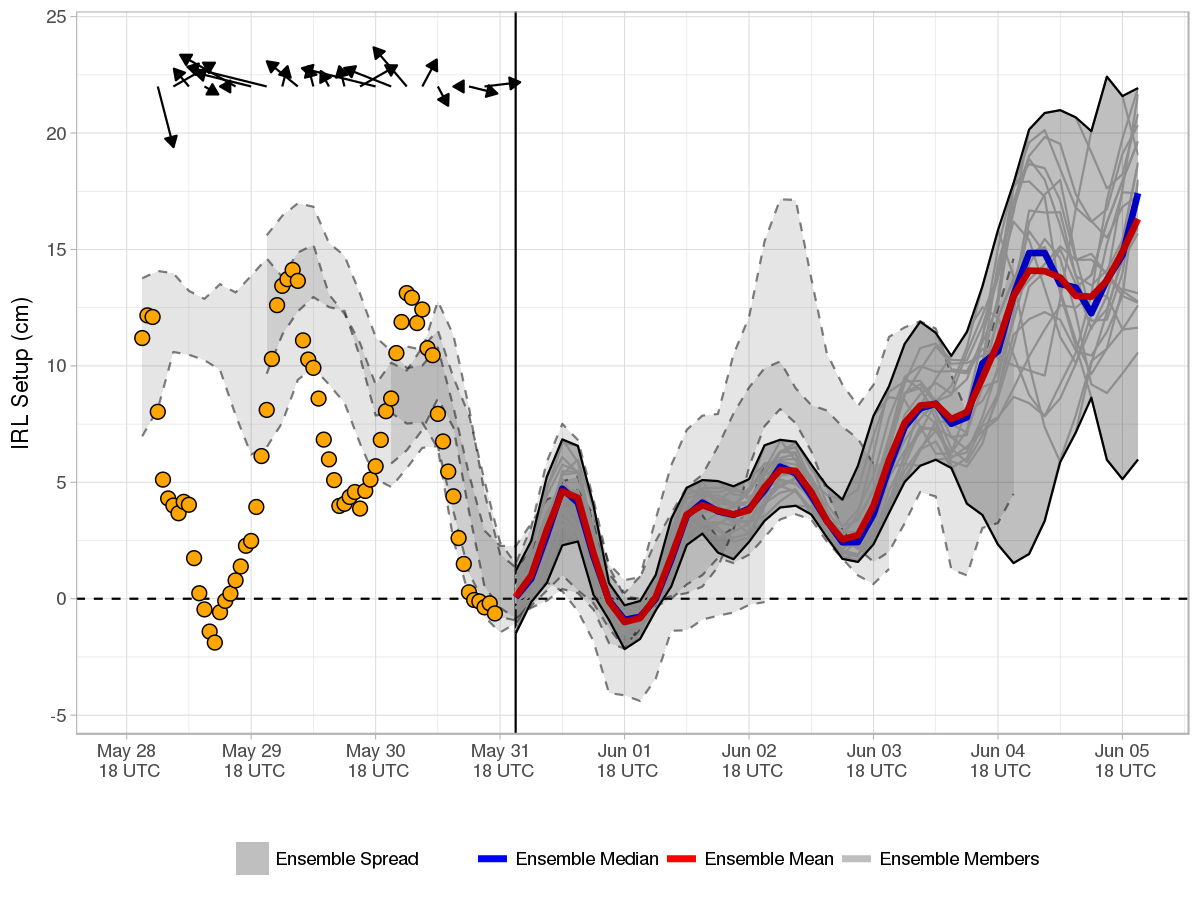 25
20
15
10
5
0
-5
IRL Setup (cm)
May 28 May 29 May 30 May 31 Jun 01 Jun 02 Jun 03 Jun 04 Jun 05
18 UTC 18 UTC 18 UTC 18 UTC 18 UTC 18 UTC 18 UTC 18 UTC 18 UTC
Ensemble Spread Ensemble Median Ensemble Mean Ensemble Members